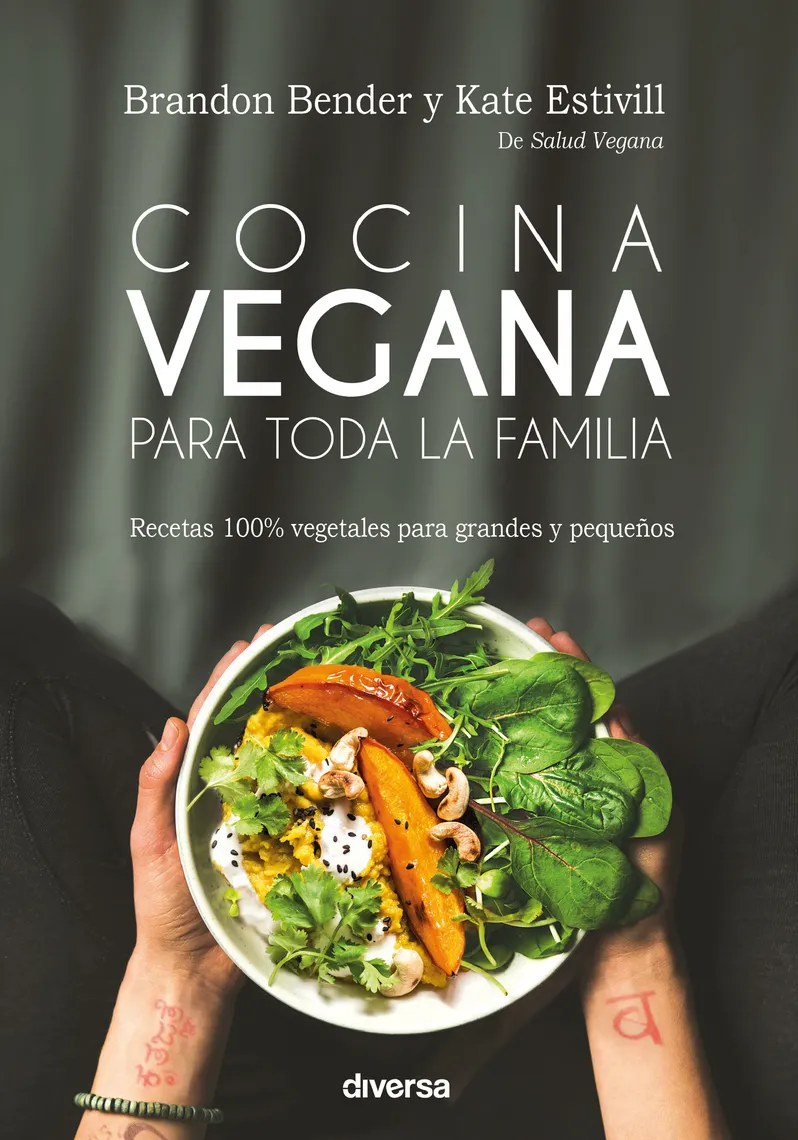 Brandon Bender y Kate Estivill
De Salud Vegana
COCINA
VEGANA
PARA TODA LA FAMILIA
Recetas 100% vegetales para grandes y pequeños
व
diversa